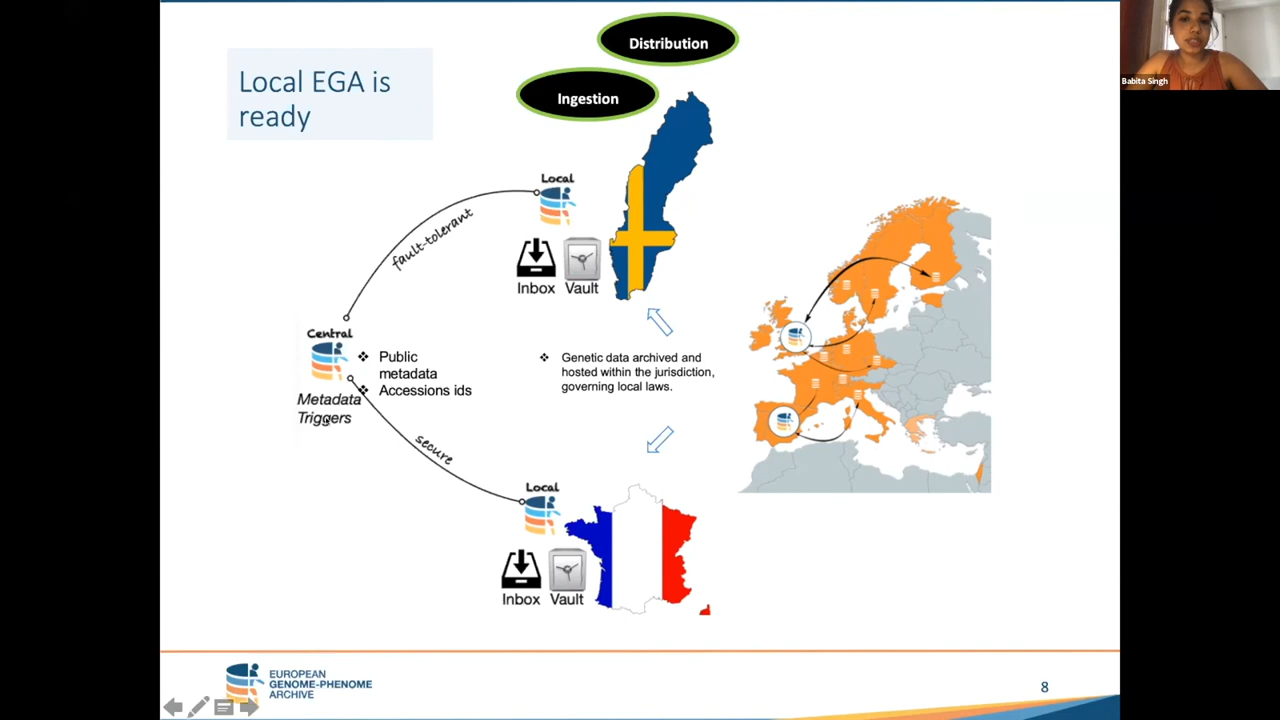 Distribution
Ingestion
Local EGA is
ready
Babita Singh
Local
fault-tolerant
Inbox
Vault
Central
Public
metadata
Accessions ids
Metadata
Triggers
Genetic data archived and
hosted within the jurisdiction,
governing local laws.
secure
Local
Inbox
Vault
EUROPEAN
GENOME-PHENOME
ARCHIVE
8